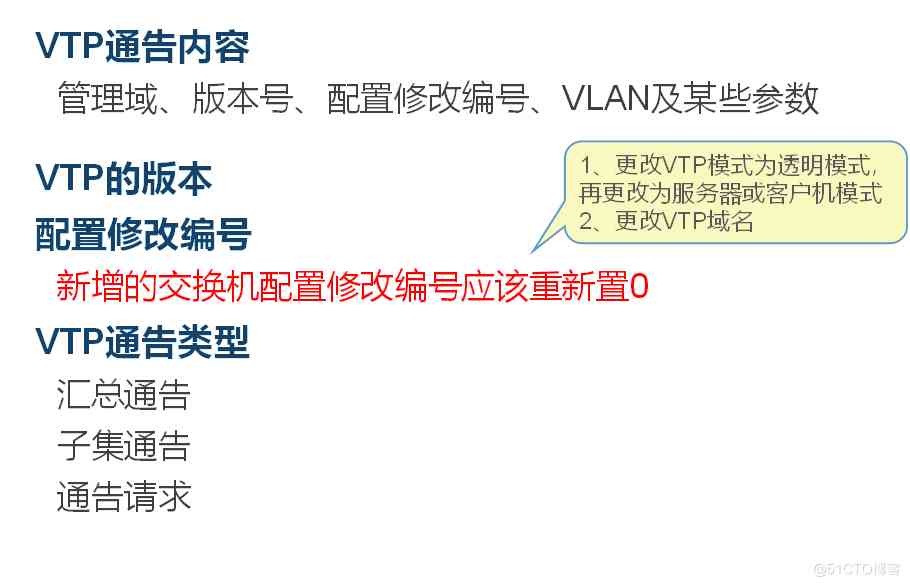 VTP通告内容
管理域、版本号、配置修改编号、VLAN及某些参数
VTP的版本
1、更改VTP模式为透明模式，
再更改为服务器或客户机模式
2、更改VTP域名
配置修改编号
新增的交换机配置修改编号应该重新置0
VTP通告类型
汇总通告
子集通告
通告请求
@51CTO博客